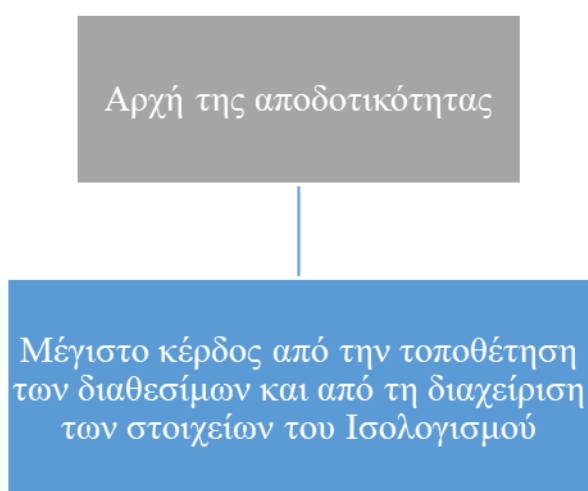 Αρχή της αποδοτικότητας
Μέγιστο κέρδος από την τοποθέτηση
των διαθεσίμων και από τη διαχείριση
των στοιχείων του Ισολογισμού